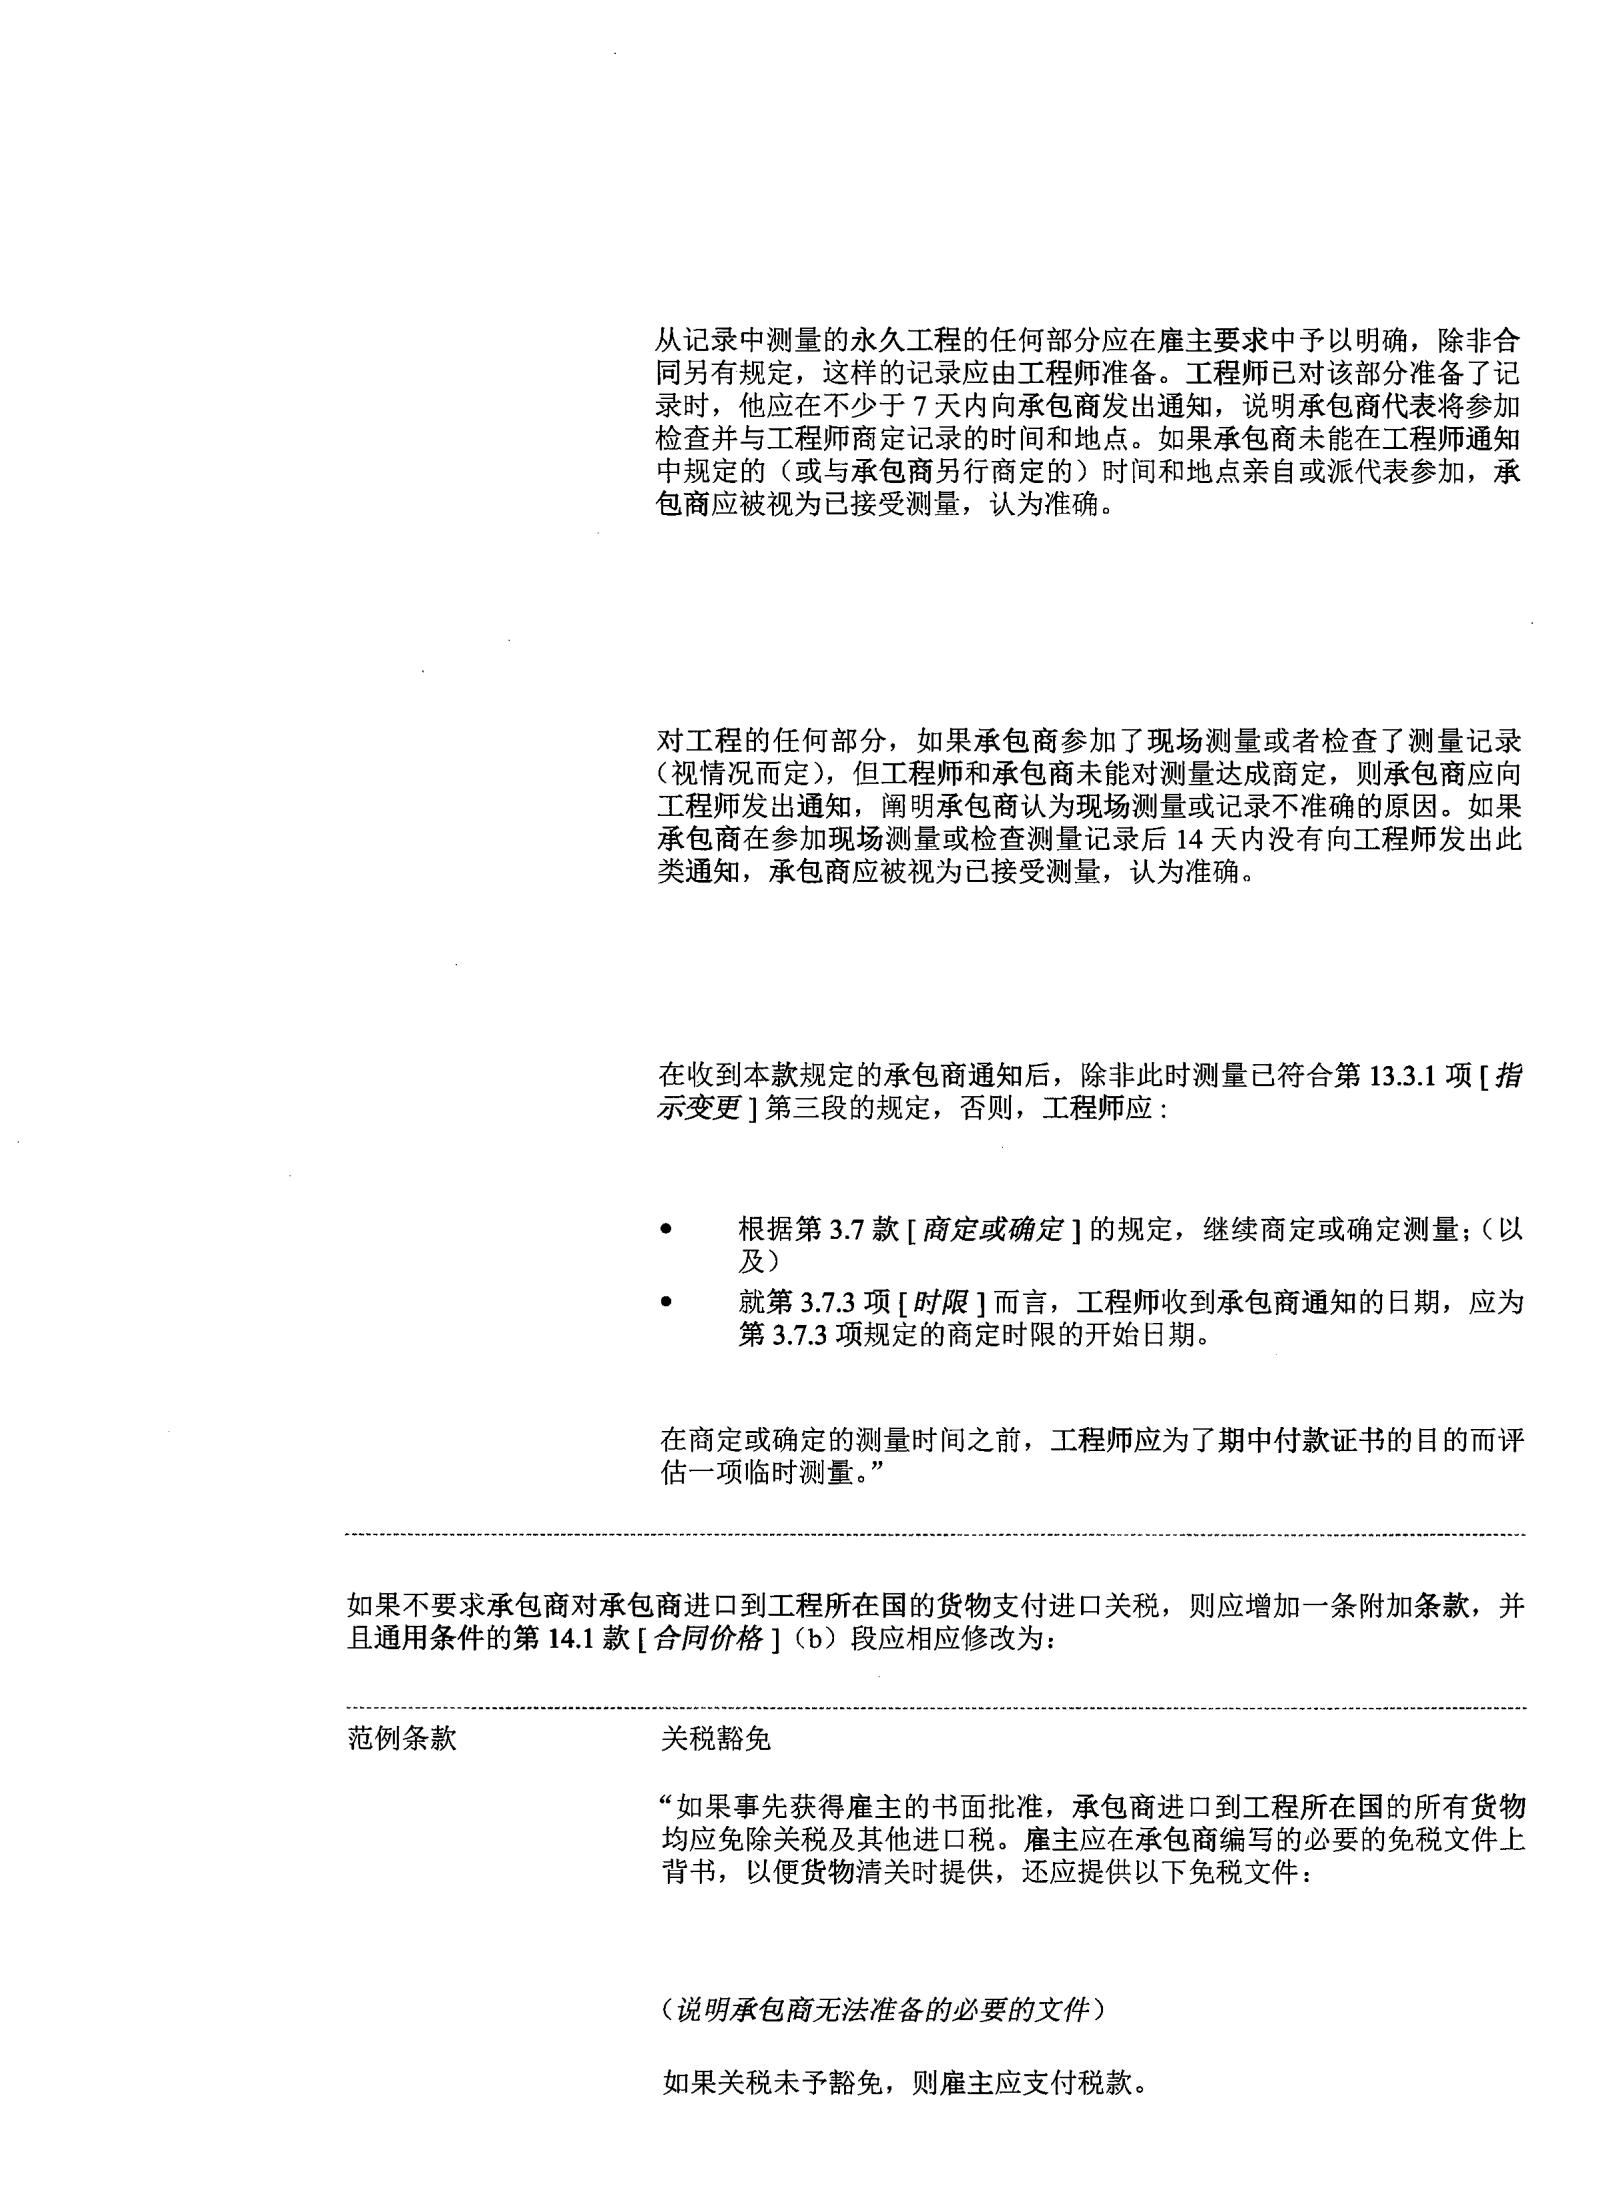 从记录中测量的永久工程的任何部分应在雇主要求中予以明确，除非合
同另有规定，这样的记录应由工程师准备。工程师已对该部分准备了记
录时，他应在不少于 7 天内向承包商发出通知，说明承包商代表将参加
检查并与工程师商定记录的时间和地点。如果承包商未能在工程师通知
中规定的（或与承包商另行商定的）时间和地点亲自或派代表参加，承
包商应被视为已接受测量，认为准确。
对工程的任何部分，如果承包商参加了现场测量或者检查了测量记录
（视情况而定），但工程师和承包商未能对测量达成商定，则承包商应向
工程师发出通知，阐明承包商认为现场测量或记录不准确的原因。如果
承包商在参加现场测量或检查测量记录后 14 天内没有向工程师发出此
类通知，承包商应被视为已接受测量，认为准确。
在收到本款规定的承包商通知后，除非此时测量已符合第 13.3.1 项 [ 指
示变更 ] 第三段的规定，否则，工程师应：
● 根据第 3.7 款 [ 商定或确定 ] 的规定，继续商定或确定测量；（以
及）
● 就第 3.7.3 项 [ 时限 ] 而言，工程师收到承包商通知的日期，应为
第 3.7.3 项规定的商定时限的开始日期。
在商定或确定的测量时间之前，工程师应为了期中付款证书的目的而评
估一项临时测量。”
如果不要求承包商对承包商进口到工程所在国的货物支付进口关税，则应增加一条附加条款，并
且通用条件的第 14.1 款 [ 合同价格 ]（b）段应相应修改为：
范例条款 关税豁免
“如果事先获得雇主的书面批准，承包商进口到工程所在国的所有货物
均应免除关税及其他进口税。雇主应在承包商编写的必要的免税文件上
背书，以便货物清关时提供，还应提供以下免税文件：
（说明承包商无法准备的必要的文件）
如果关税未予豁免，则雇主应支付税款。